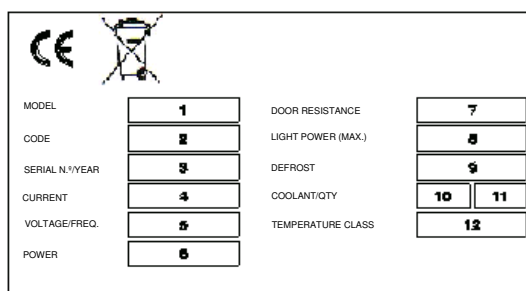 CE
MODEL 1
CODE 2
SERIAL N.º/YEAR 3
CURRENT 4
VOLTAGE/FREQ. 5
POWER 6
DOOR RESISTANCE 7
LIGHT POWER (MAX.) 8
DEFROST 9
COOLANT/QTY 10 11
TEMPERATURE CLASS 12